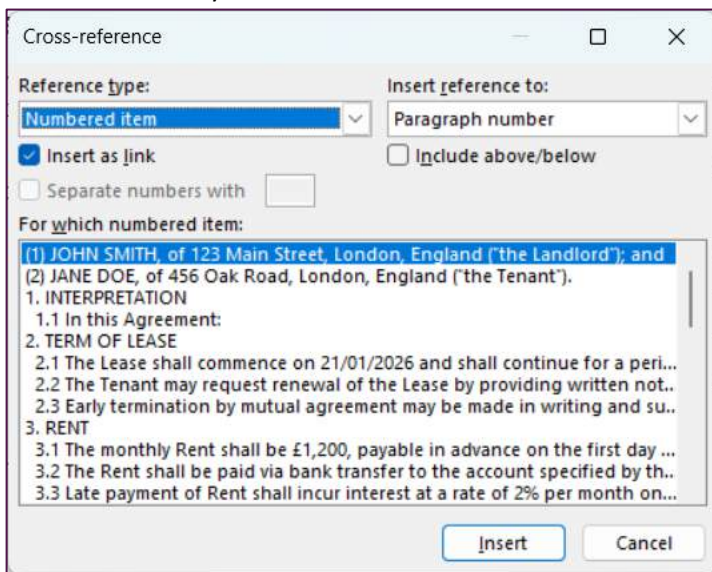 Cross-reference
Reference type:
Insert reference to:
Numbered item
Paragraph number
Insert as link
Include above/below
Separate numbers with
For which numbered item:
(1) JOHN SMITH, of 123 Main Street, London, England ("the Landlord"); and
(2) JANE DOE, of 456 Oak Road, London, England ("the Tenant").
1. INTERPRETATION
1.1 In this Agreement:
2. TERM OF LEASE
2.1 The Lease shall commence on 21/01/2026 and shall continue for a peri...
2.2 The Tenant may request renewal of the Lease by providing written not..
2.3 Early termination by mutual agreement may be made in writing and su..
3. RENT
3.1 The monthly Rent shall be £1,200, payable in advance on the first day ...
3.2 The Rent shall be paid via bank transfer to the account specified by th..
3.3 Late payment of Rent shall incur interest at a rate of 2% per month on...
Insert
Cancel